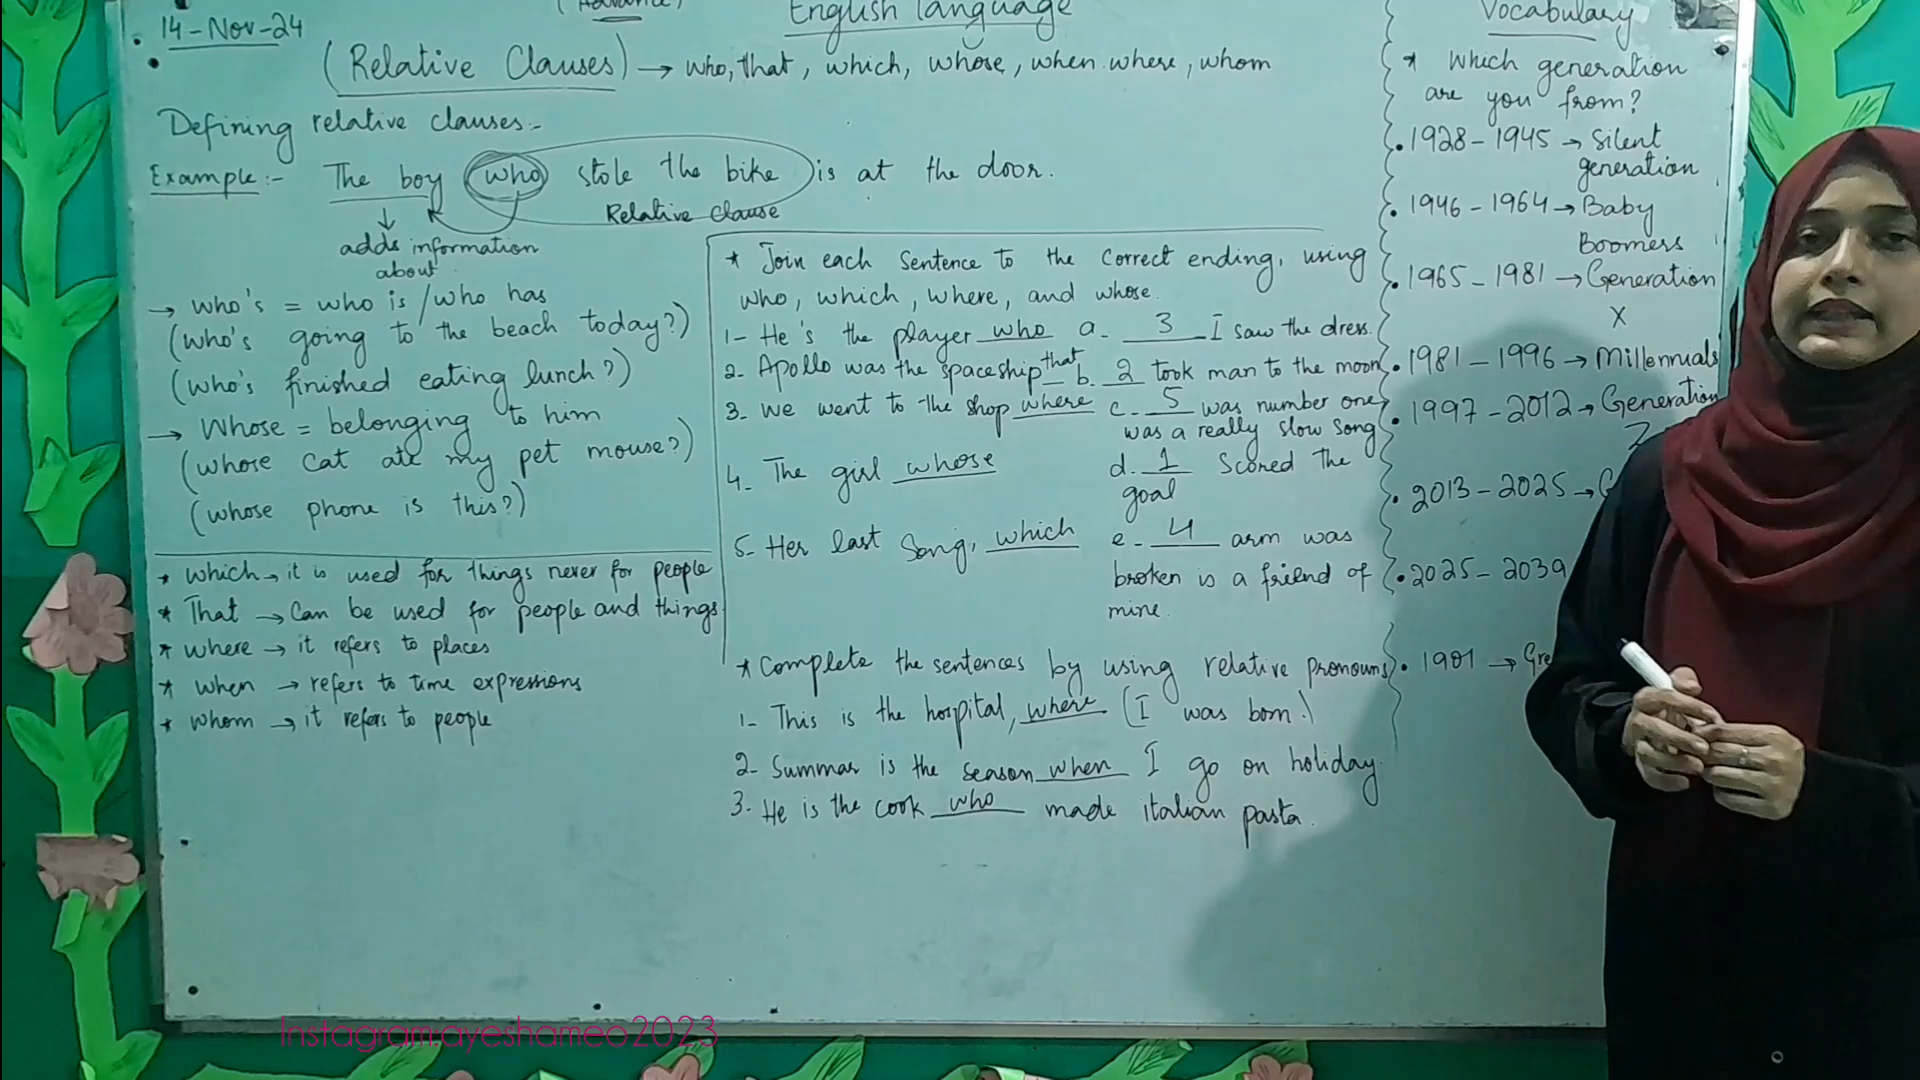 (Advance)
English language
14-Nov-24
(Relative Clauses) → who, that, which, whose, when. where, whom
Defining relative clauses:-
Example:- The boy who stole the bike is at the door.
Relative Clause
adds information
about
→ who's = who is / who has
(who's going to the beach today?)
(who's finished eating lunch?)
→ Whose = belonging to him
(whose cat ate my pet mouse?)
(whose phone is this?)
* which → it is used for things never for people
* That → Can be used for people and things
* where → it refers to places
* when → refers to time expressions
* whom → it refers to people
* Join each Sentence to the correct ending, using
who, which, where, and whose.
1- He's the player who a. 3 I saw the dress.
2- Apollo was the spaceship that b. 2 took man to the moon
3- we went to the shop where c. 5 was number one,
was a really slow song
4- The girl whose d. 1 scored the
goal
5- Her last song, which e. 4 arm was
broken is a friend of
mine.
* Complete the sentences by using relative pronouns
1- This is the hospital, where (I was born.)
2- Summar is the season when I go on holiday.
3. He is the cook who made italian pasta.
Vocabulary
* Which generation
are you from?
• 1928-1945 → Silent
generation
• 1946-1964 → Baby
Boomers
• 1965-1981 → Generation
X
• 1981-1996 → Millennials
• 1997-2012 → Generation
Z
• 2013-2025 → G
• 2025-2039
• 1901 → Gre
Instagram:ayeshameo2023